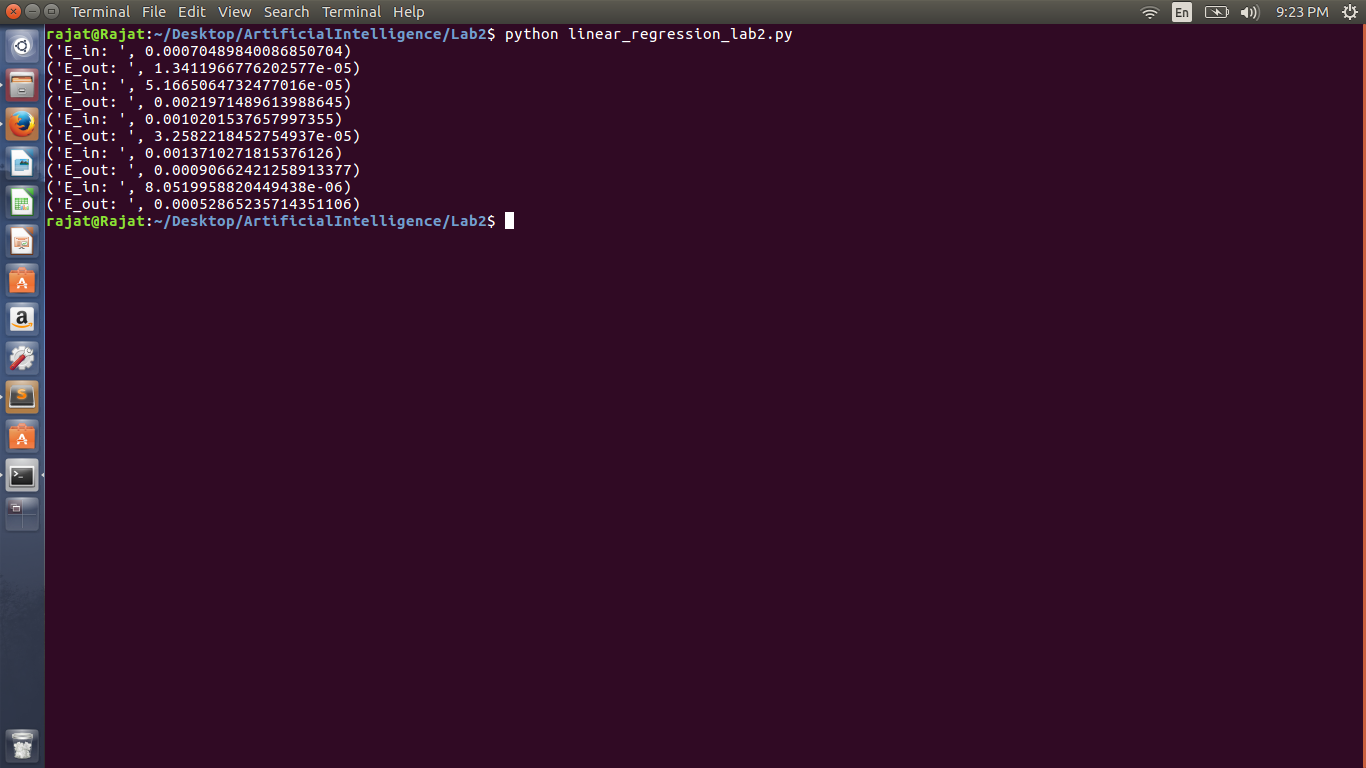 Terminal File Edit View Search Terminal Help En 9:23 PM
rajat@Rajat:~/Desktop/ArtificialIntelligence/Lab2$ python linear_regression_lab2.py
('E_in: ', 0.00070489840086850704)
('E_out: ', 1.3411966776202577e-05)
('E_in: ', 5.1665064732477016e-05)
('E_out: ', 0.0021971489613988645)
('E_in: ', 0.0010201537657997355)
('E_out: ', 3.2582218452754937e-05)
('E_in: ', 0.0013710271815376126)
('E_out: ', 0.00090662421258913377)
('E_in: ', 8.0519958820449438e-06)
('E_out: ', 0.00052865235714351106)
rajat@Rajat:~/Desktop/ArtificialIntelligence/Lab2$